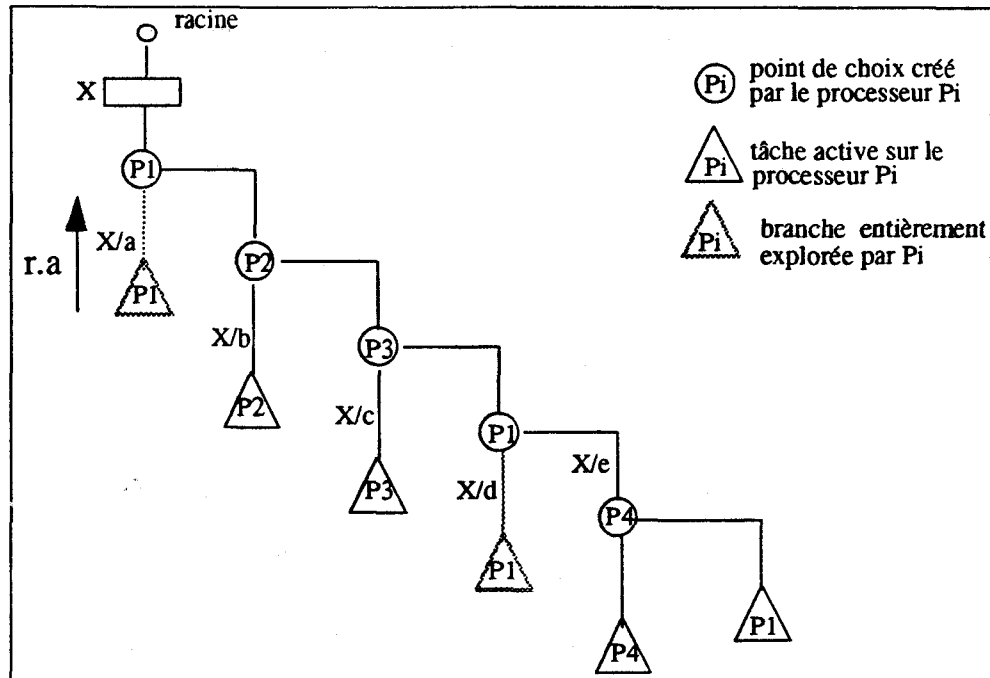 racine
X
Pi
point de choix créé
par le processeur Pi
P1
Pi
tâche active sur le
processeur Pi
X/a
r.a
P1
P2
Pi
branche entièrement
explorée par Pi
X/b
P3
P2
X/c
P1
X/e
P3
X/d
P4
P1
P4
P1